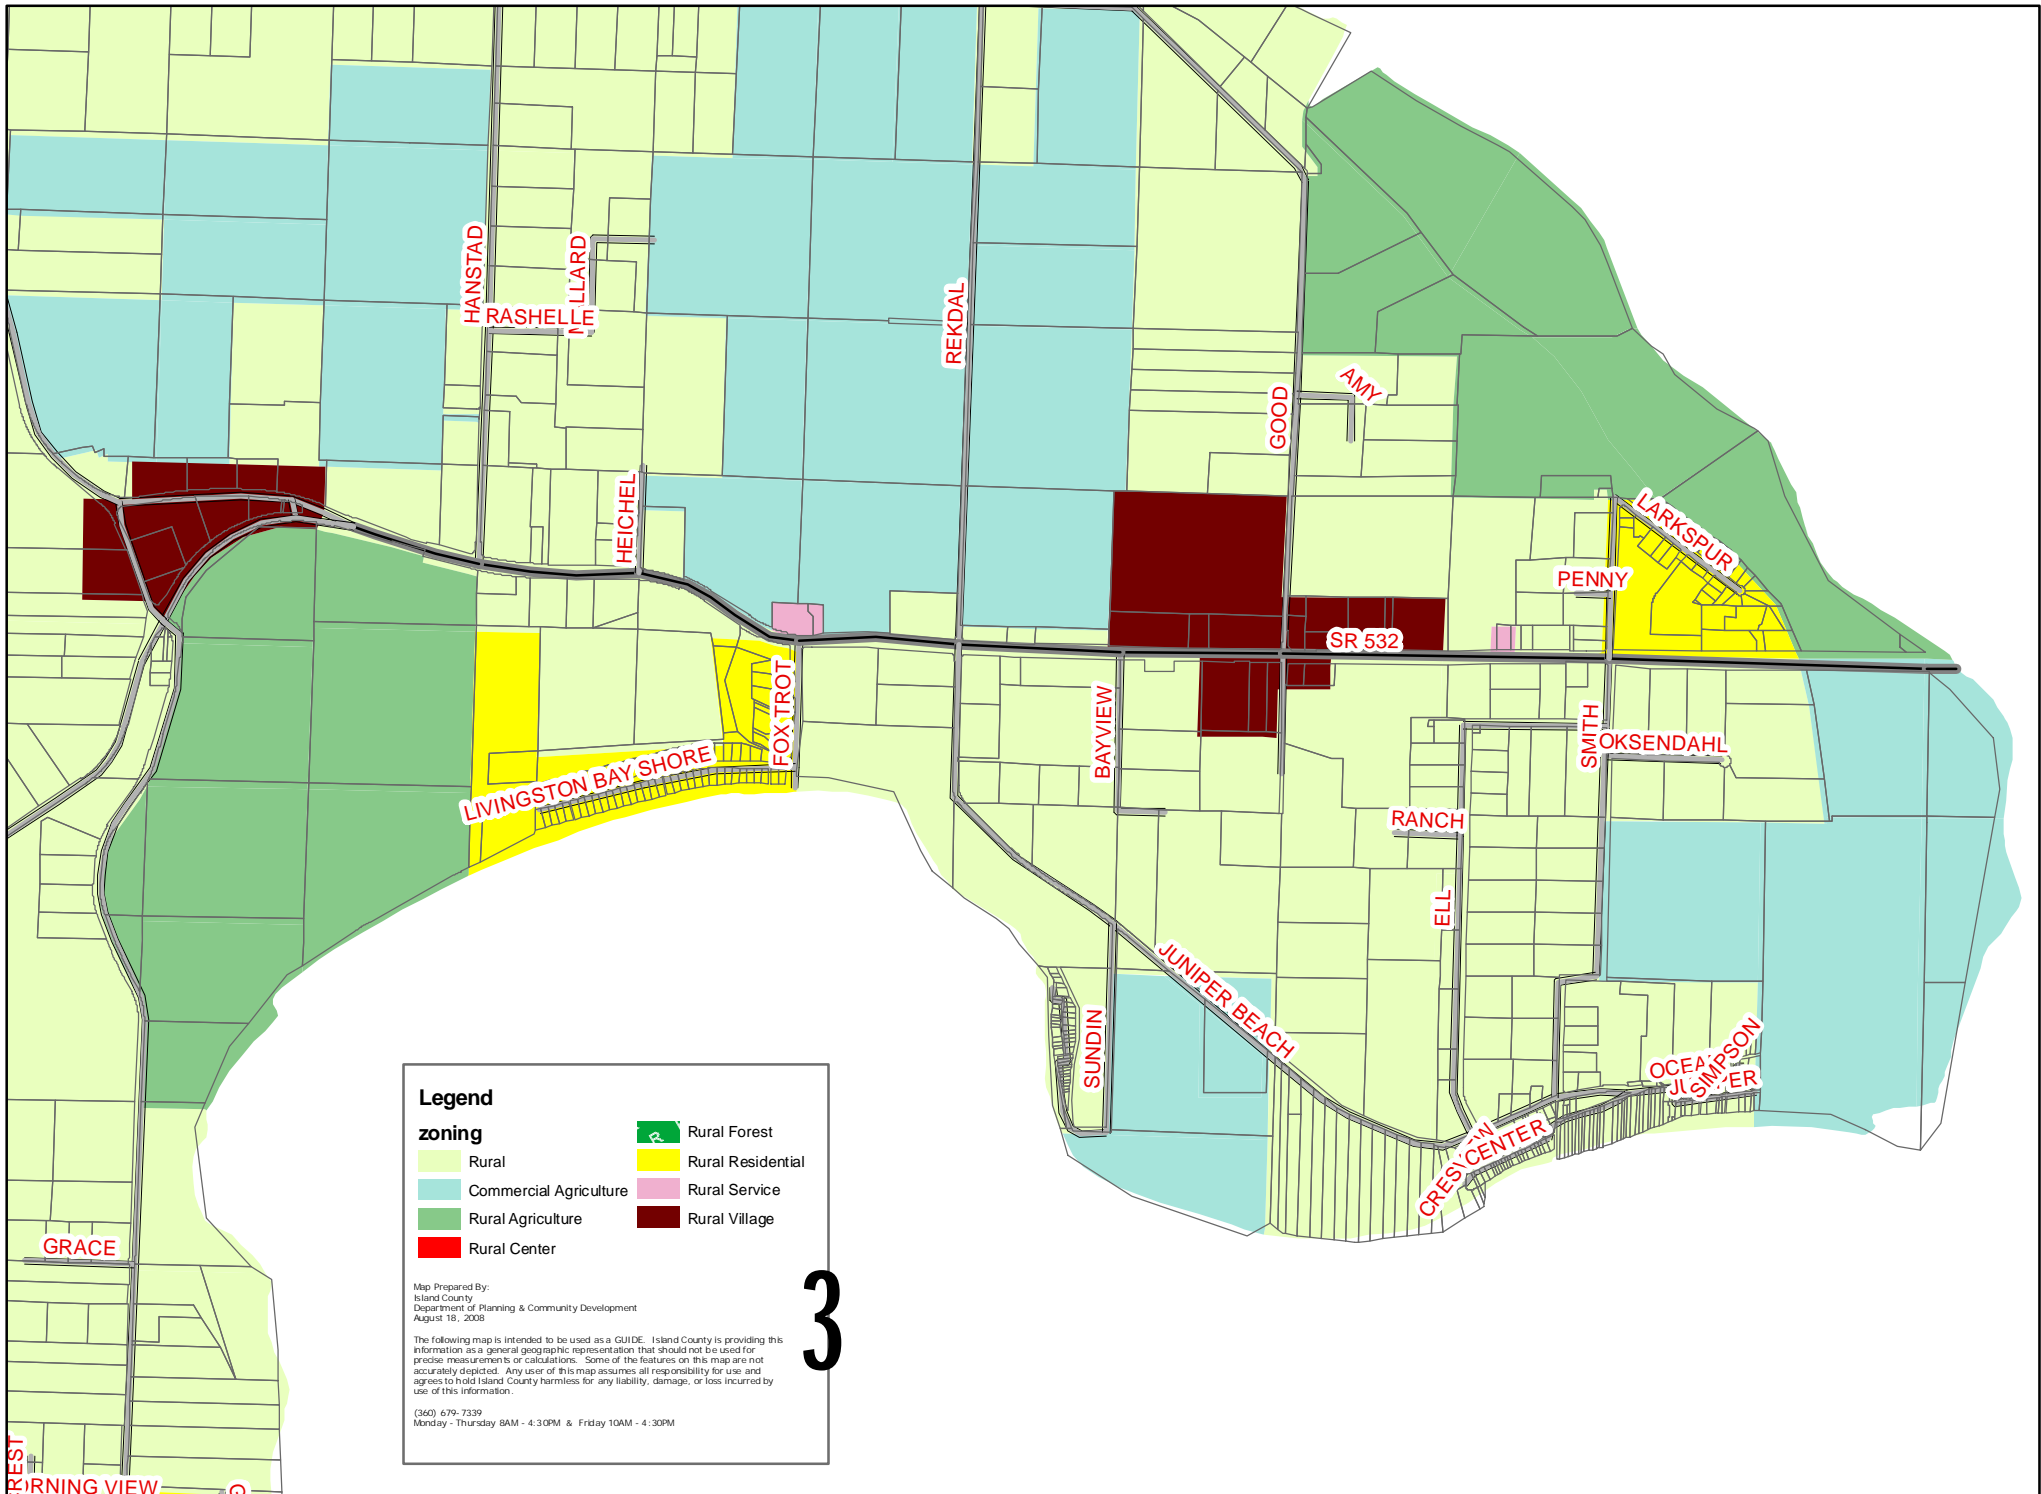 HANSTAD
MALLARD
RASHELLE
REKDAL
AMY
GOOD
HEICHEL
LARKSPUR
PENNY
SR 532
FOX TROT
BAYVIEW
SMITH
OKSENDAHL
LIVINGSTON BAY SHORE
RANCH
ELL
JUNIPER BEACH
SUNDIN
SIMPSON
CENTER
GRACE
Legend
zoning
Rural
Commercial Agriculture
Rural Agriculture
Rural Center
R
Rural Forest
Rural Residential
Rural Service
Rural Village
Map Prepared By:
Island County
Department of Planning & Community Development
August 18, 2008
The following map is intended to be used as a GUIDE. Island County is providing this
information as a general geographic representation that should not be used for
precise measurements or calculations. Some of the features on this map are not
accurately depicted. Any user of this map assumes all responsibility for use and
agrees to hold Island County harmless for any liability, damage, or loss incurred by
use of this information.
(360) 679-7339
Monday - Thursday 8AM - 4:30PM & Friday 10AM - 4:30PM
3
REST
ORNING VIEW
G